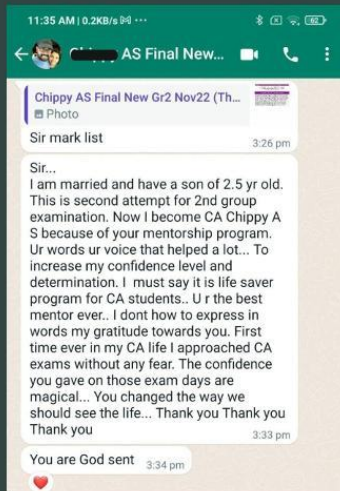 11:35 AM | 0.2KB/s ...
62
AS Final New...
Chippy AS Final New Gr2 Nov22 (Th...
Photo
Sir mark list
3:26 pm
Sir...
I am married and have a son of 2.5 yr old.
This is second attempt for 2nd group
examination. Now I become CA Chippy A
S because of your mentorship program.
Ur words ur voice that helped a lot... To
increase my confidence level and
determination. I must say it is life saver
program for CA students.. U r the best
mentor ever.. I dont how to express in
words my gratitude towards you. First
time ever in my CA life I approached CA
exams without any fear. The confidence
you gave on those exam days are
magical... You changed the way we
should see the life... Thank you Thank you
Thank you
3:33 pm
You are God sent 3:34 pm